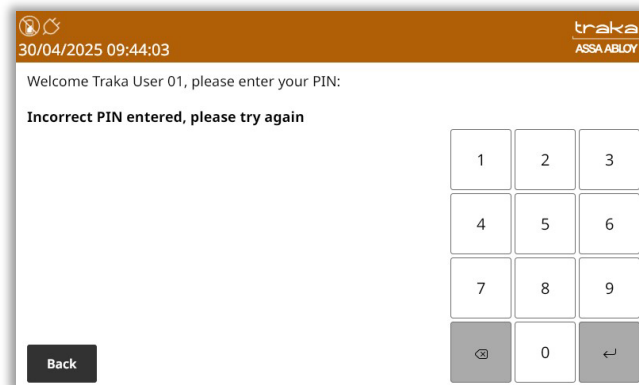 traka
30/04/2025 09:44:03
ASSA ABLOY
Welcome Traka User 01, please enter your PIN:
Incorrect PIN entered, please try again
1 2 3
4 5 6
7 8 9
0
Back